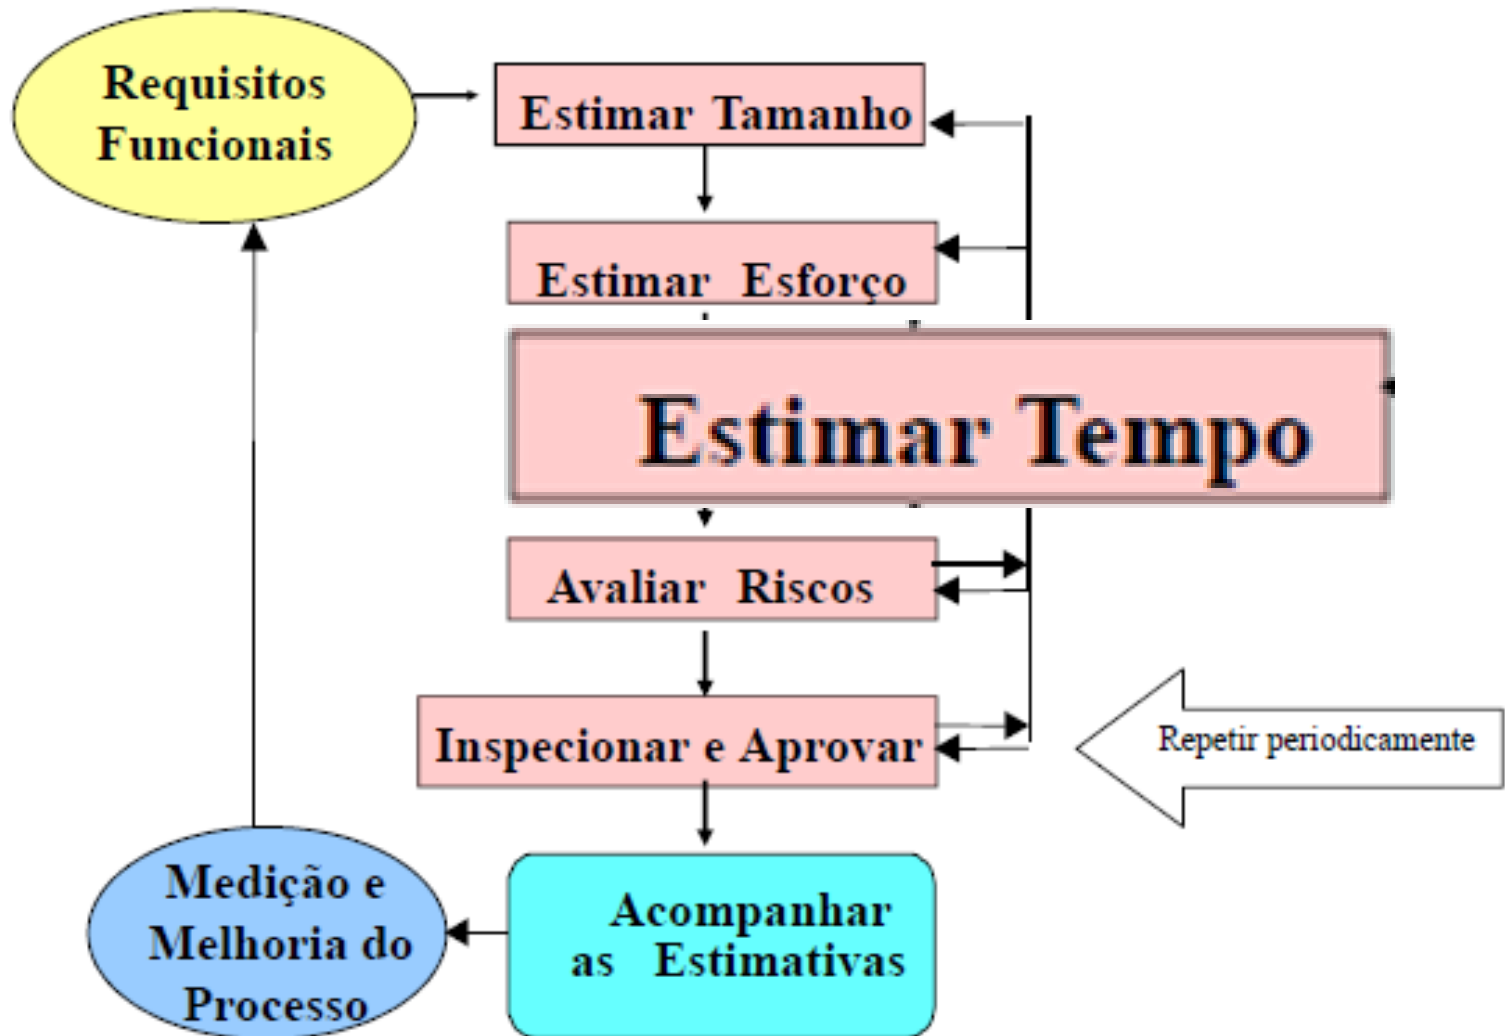 Requisitos
Funcionais
Estimar Tamanho
Estimar Esforço
Estimar Tempo
Avaliar Riscos
Inspecionar e Aprovar
Repetir periodicamente
Acompanhar
as Estimativas
Medição e
Melhoria do
Processo